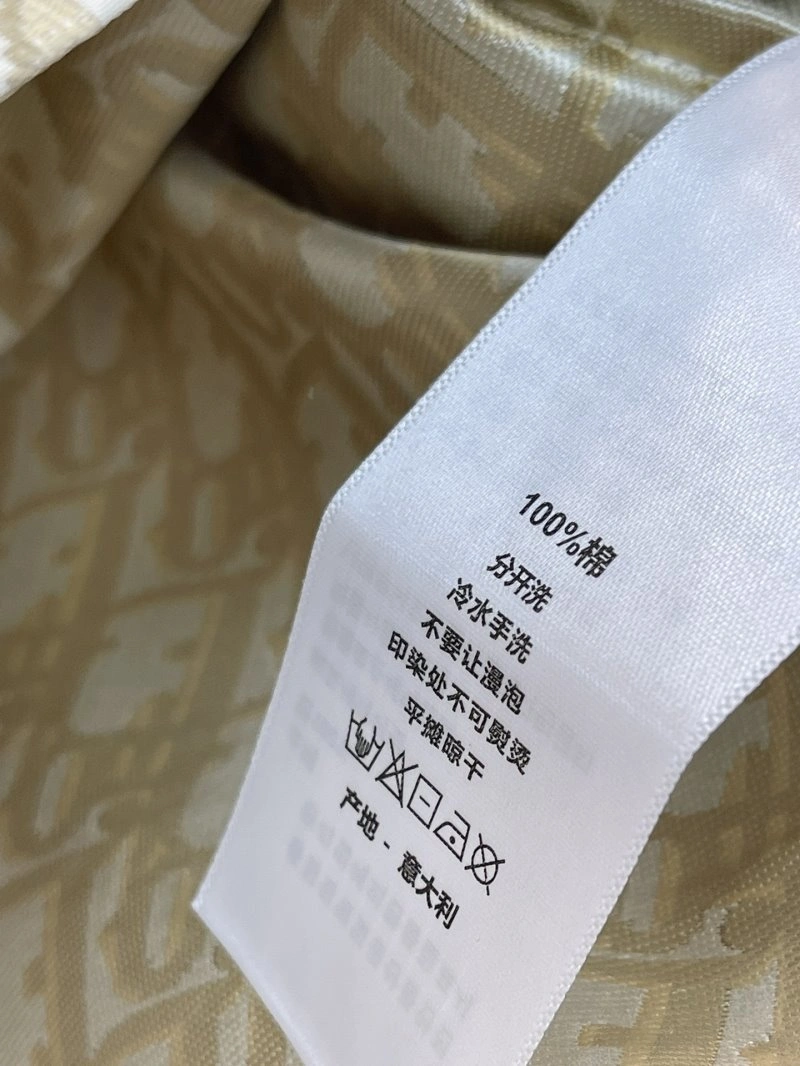 100%棉
分开洗
冷水手洗
不要让漫泡
印染处不可熨烫
平摊晾干
产地 - 意大利